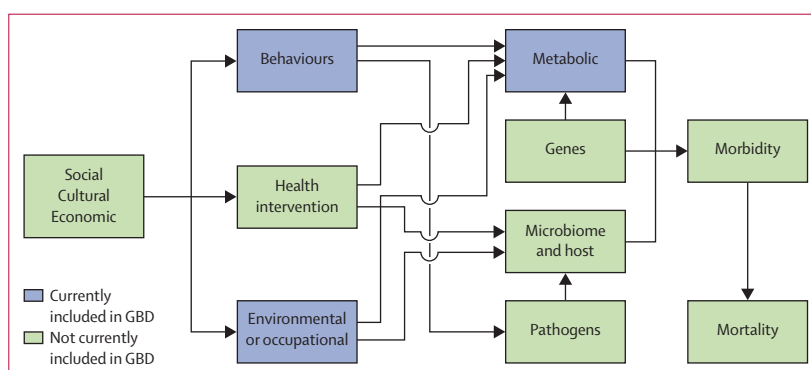 Behaviours
Metabolic
Genes
Morbidity
Social
Cultural
Economic
Health
intervention
Microbiome
and host
Currently
included in GBD
Not currently
included in GBD
Environmental
or occupational
Pathogens
Mortality